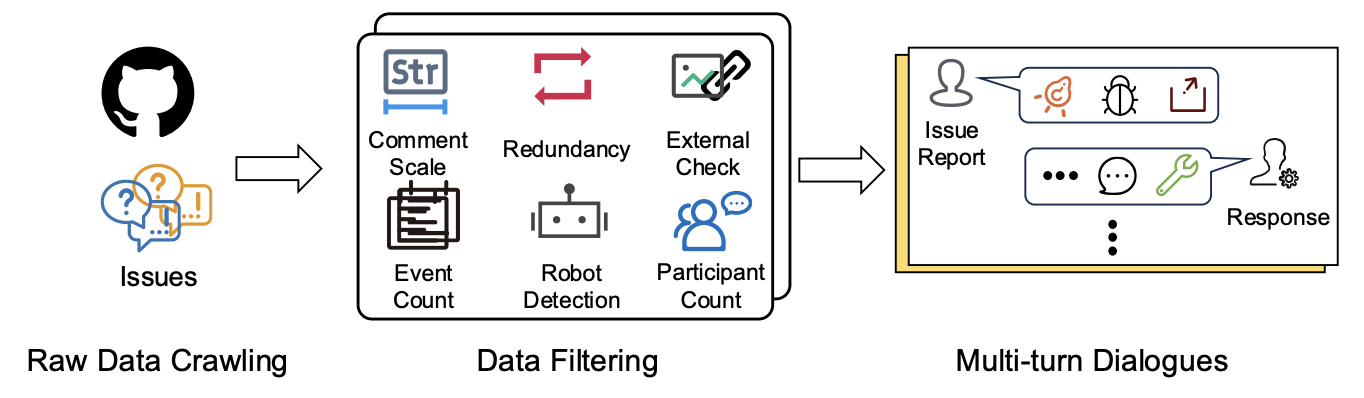 Str
Comment
Scale
Redundancy
External
Check
Event
Count
Robot
Detection
Participant
Count
Issues
Issue
Report
Response
Raw Data Crawling
Data Filtering
Multi-turn Dialogues